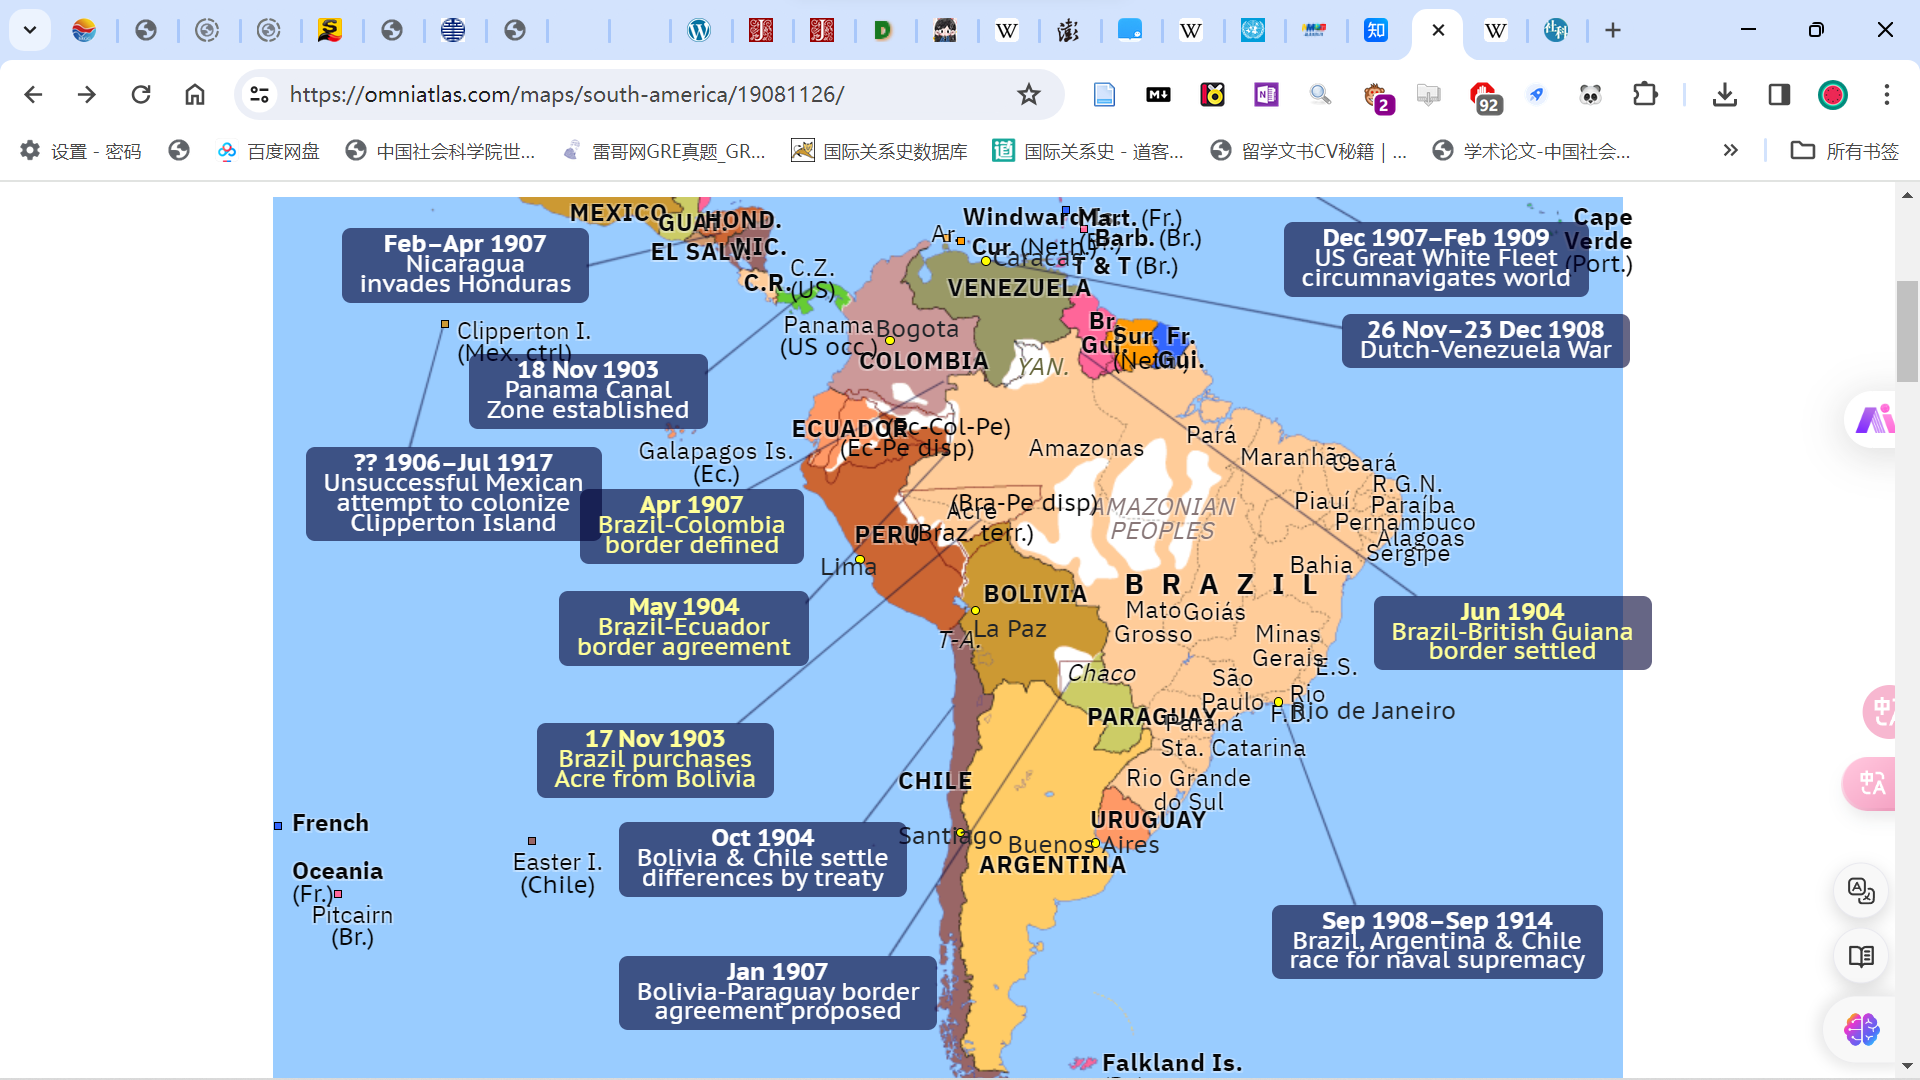 https://omniatlas.com/maps/south-america/19081126/
2
92
设置 - 密码
百度网盘
中国社会科学院世...
雷哥网GRE真题_GR...
国际关系史数据库
国际关系史 - 道客...
留学文书CV秘籍 | ...
学术论文-中国社会...
所有书签
MEXICO
GUAT.
HOND.
EL SALV.
NIC.
C.R.
C.Z.
(US)
Feb–Apr 1907
Nicaragua
invades Honduras
Clipperton I.
(Mex. ctrl)
18 Nov 1903
Panama Canal
Zone established
Panama
(US occ.)
Bogota
COLOMBIA
Ar.
Cur. (Neth.)
Windward Is.
(Br.)
Mart. (Fr.)
Barb. (Br.)
Caracas
T & T (Br.)
VENEZUELA
Br.
Gui.
Sur.
(Neth.)
Fr.
Gui.
YAN.
Dec 1907–Feb 1909
US Great White Fleet
circumnavigates world
Cape
Verde
(Port.)
26 Nov–23 Dec 1908
Dutch-Venezuela War
ECUADOR
(Ec-Col-Pe)
(Ec-Pe disp)
Galapagos Is.
(Ec.)
?? 1906–Jul 1917
Unsuccessful Mexican
attempt to colonize
Clipperton Island
Apr 1907
Brazil-Colombia
border defined
Amazonas
Pará
Maranhão
Ceará
R.G.N.
Piauí
Paraíba
Pernambuco
Alagoas
Sergipe
Bahia
(Bra-Pe disp)
Acre
(Braz. terr.)
AMAZONIAN
PEOPLES
PERU
Lima
BOLIVIA
La Paz
T-A.
BRAZIL
Mato
Grosso
Goiás
Minas
Gerais
E.S.
May 1904
Brazil-Ecuador
border agreement
Jun 1904
Brazil-British Guiana
border settled
Chaco
São
Paulo
Rio
F.D.
Rio de Janeiro
PARAGUAY
Paraná
Sta. Catarina
Rio Grande
do Sul
17 Nov 1903
Brazil purchases
Acre from Bolivia
CHILE
URUGUAY
Santiago
Buenos Aires
ARGENTINA
French
Oceania
(Fr.)
Pitcairn
(Br.)
Easter I.
(Chile)
Oct 1904
Bolivia & Chile settle
differences by treaty
Sep 1908–Sep 1914
Brazil, Argentina & Chile
race for naval supremacy
Jan 1907
Bolivia-Paraguay border
agreement proposed
Falkland Is.